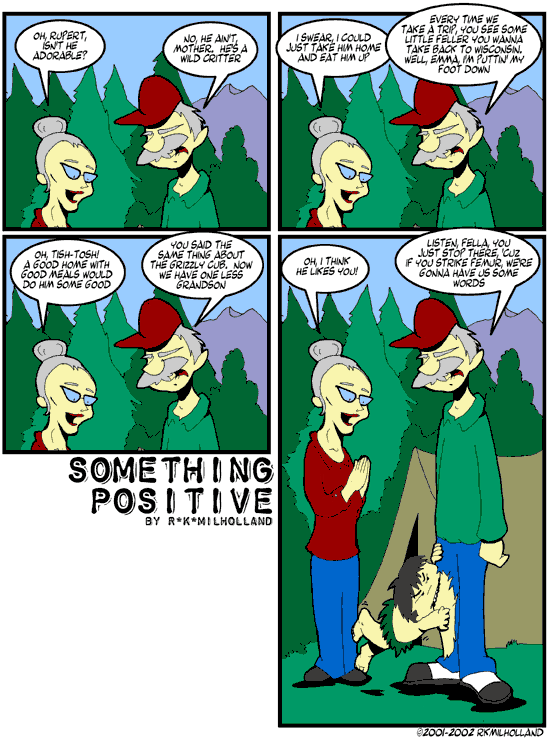 OH, RUPERT,
ISN'T HE
ADORABLE?
NO, HE AIN'T,
MOTHER. HE'S A
WILD CRITTER
I SWEAR, I COULD
JUST TAKE HIM HOME
AND EAT HIM UP
EVERY TIME WE
TAKE A TRIP, YOU SEE SOME
LITTLE FELLER YOU WANNA
TAKE BACK TO WISCONSIN.
WELL, EMMA, I'M PUTTIN' MY
FOOT DOWN
OH, TISH-TOSH!
A GOOD HOME WITH
GOOD MEALS WOULD
DO HIM SOME GOOD
YOU SAID THE
SAME THING ABOUT
THE GRIZZLY CUB. NOW
WE HAVE ONE LESS
GRANDSON
OH, I THINK
HE LIKES YOU!
LISTEN, FELLA, YOU
JUST STOP THERE, 'CUZ
IF YOU STRIKE FEMUR, WE'RE
GONNA HAVE US SOME
WORDS
SOMETHING
POSITIVE
BY R*K*MILHOLLAND
©2001-2002 RKMILHOLLAND